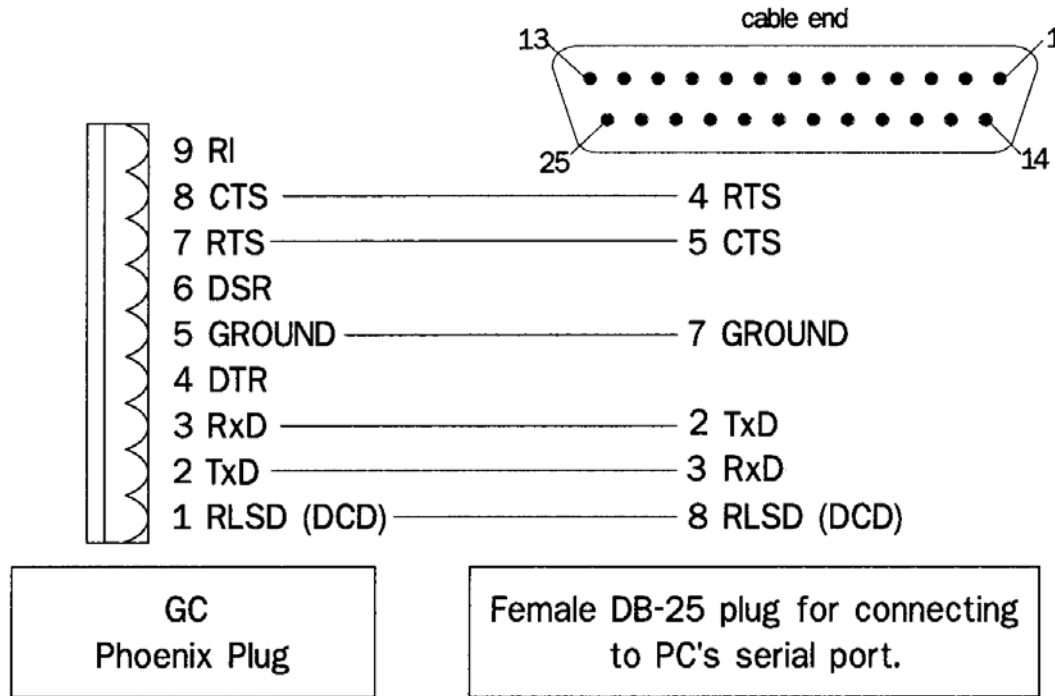 cable end
13
1
25
14
9 RI
8 CTS
4 RTS
7 RTS
5 CTS
6 DSR
5 GROUND
7 GROUND
4 DTR
3 RxD
2 TxD
2 TxD
3 RxD
1 RLSD (DCD)
8 RLSD (DCD)
GC
Phoenix Plug
Female DB-25 plug for connecting
to PC's serial port.